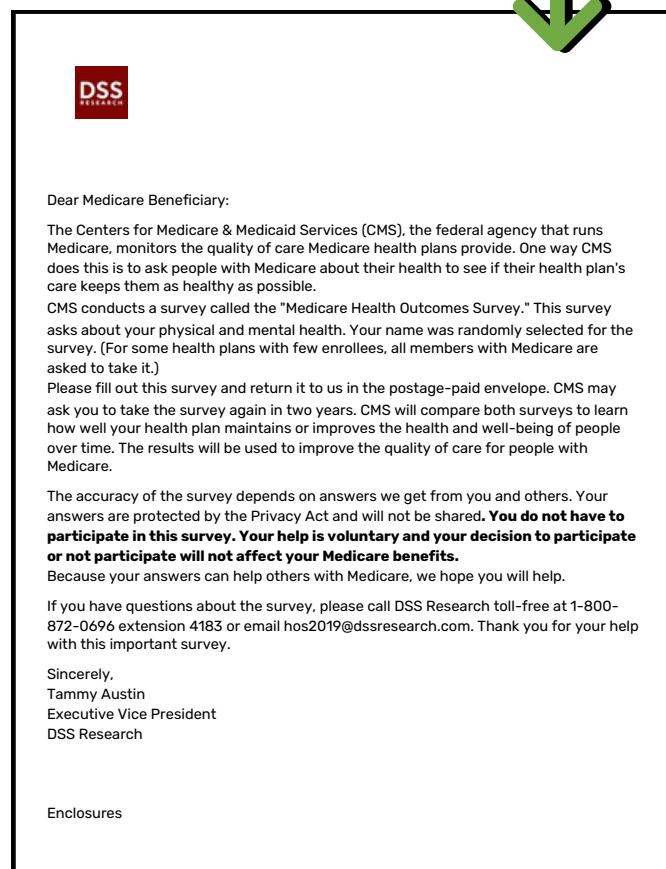 DSS
RESEARCH
Dear Medicare Beneficiary:
The Centers for Medicare & Medicaid Services (CMS), the federal agency that runs
Medicare, monitors the quality of care Medicare health plans provide. One way CMS
does this is to ask people with Medicare about their health to see if their health plan's
care keeps them as healthy as possible.
CMS conducts a survey called the "Medicare Health Outcomes Survey." This survey
asks about your physical and mental health. Your name was randomly selected for the
survey. (For some health plans with few enrollees, all members with Medicare are
asked to take it.)
Please fill out this survey and return it to us in the postage-paid envelope. CMS may
ask you to take the survey again in two years. CMS will compare both surveys to learn
how well your health plan maintains or improves the health and well-being of people
over time. The results will be used to improve the quality of care for people with
Medicare.
The accuracy of the survey depends on answers we get from you and others. Your
answers are protected by the Privacy Act and will not be shared. You do not have to
participate in this survey. Your help is voluntary and your decision to participate
or not participate will not affect your Medicare benefits.
Because your answers can help others with Medicare, we hope you will help.
If you have questions about the survey, please call DSS Research toll-free at 1-800-
872-0696 extension 4183 or email hos2019@dssresearch.com. Thank you for your help
with this important survey.
Sincerely,
Tammy Austin
Executive Vice President
DSS Research
Enclosures